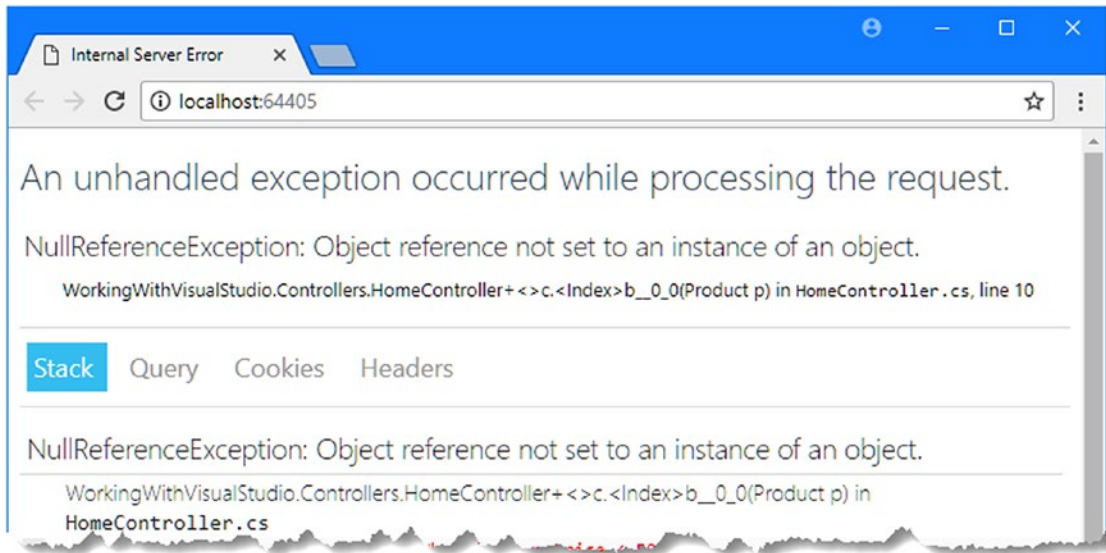 Internal Server Error
localhost:64405
An unhandled exception occurred while processing the request.
NullReferenceException: Object reference not set to an instance of an object.
WorkingWithVisualStudio.Controllers.HomeController+<>c.<Index>b__0_0(Product p) in HomeController.cs, line 10
Stack Query Cookies Headers
NullReferenceException: Object reference not set to an instance of an object.
WorkingWithVisualStudio.Controllers.HomeController+<>c.<Index>b__0_0(Product p) in
HomeController.cs